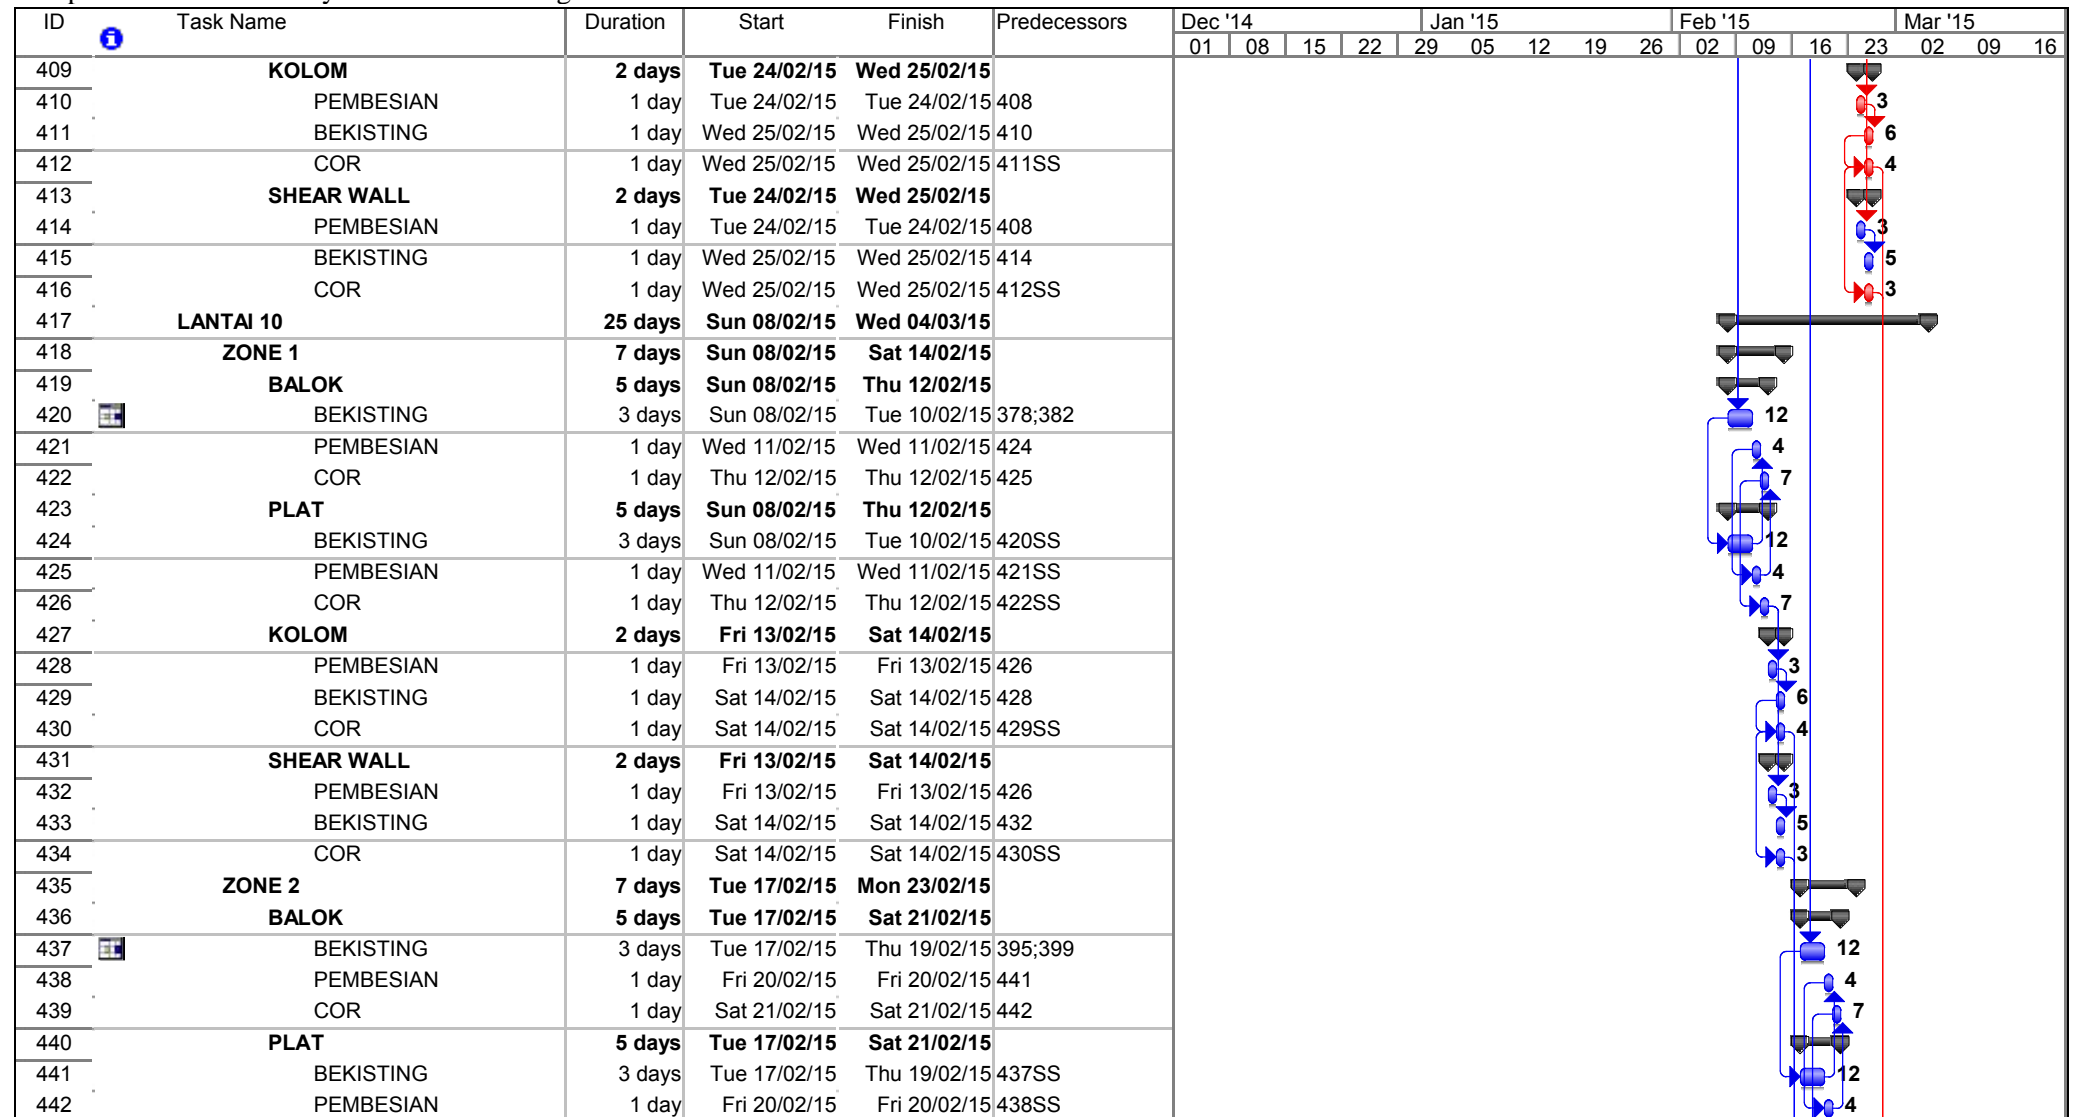 ID Task Name Duration Start Finish Predecessors Dec '14 Jan '15 Feb '15 Mar '15
01 08 15 22 29 05 12 19 26 02 09 16 23 02 09 16
409 KOLOM 2 days Tue 24/02/15 Wed 25/02/15
410 PEMBESIAN 1 day Tue 24/02/15 Tue 24/02/15 408 3
411 BEKISTING 1 day Wed 25/02/15 Wed 25/02/15 410 6
412 COR 1 day Wed 25/02/15 Wed 25/02/15 411SS 4
413 SHEAR WALL 2 days Tue 24/02/15 Wed 25/02/15
414 PEMBESIAN 1 day Tue 24/02/15 Tue 24/02/15 408 3
415 BEKISTING 1 day Wed 25/02/15 Wed 25/02/15 414 5
416 COR 1 day Wed 25/02/15 Wed 25/02/15 412SS 3
417 LANTAI 10 25 days Sun 08/02/15 Wed 04/03/15
418 ZONE 1 7 days Sun 08/02/15 Sat 14/02/15
419 BALOK 5 days Sun 08/02/15 Thu 12/02/15
420 BEKISTING 3 days Sun 08/02/15 Tue 10/02/15 378;382 12
421 PEMBESIAN 1 day Wed 11/02/15 Wed 11/02/15 424 4
422 COR 1 day Thu 12/02/15 Thu 12/02/15 425 7
423 PLAT 5 days Sun 08/02/15 Thu 12/02/15
424 BEKISTING 3 days Sun 08/02/15 Tue 10/02/15 420SS 12
425 PEMBESIAN 1 day Wed 11/02/15 Wed 11/02/15 421SS 4
426 COR 1 day Thu 12/02/15 Thu 12/02/15 422SS 7
427 KOLOM 2 days Fri 13/02/15 Sat 14/02/15
428 PEMBESIAN 1 day Fri 13/02/15 Fri 13/02/15 426 3
429 BEKISTING 1 day Sat 14/02/15 Sat 14/02/15 428 6
430 COR 1 day Sat 14/02/15 Sat 14/02/15 429SS 4
431 SHEAR WALL 2 days Fri 13/02/15 Sat 14/02/15
432 PEMBESIAN 1 day Fri 13/02/15 Fri 13/02/15 426 3
433 BEKISTING 1 day Sat 14/02/15 Sat 14/02/15 432 5
434 COR 1 day Sat 14/02/15 Sat 14/02/15 430SS 3
435 ZONE 2 7 days Tue 17/02/15 Mon 23/02/15
436 BALOK 5 days Tue 17/02/15 Sat 21/02/15
437 BEKISTING 3 days Tue 17/02/15 Thu 19/02/15 395;399 12
438 PEMBESIAN 1 day Fri 20/02/15 Fri 20/02/15 441 4
439 COR 1 day Sat 21/02/15 Sat 21/02/15 442 7
440 PLAT 5 days Tue 17/02/15 Sat 21/02/15
441 BEKISTING 3 days Tue 17/02/15 Thu 19/02/15 437SS 12
442 PEMBESIAN 1 day Fri 20/02/15 Fri 20/02/15 438SS 4